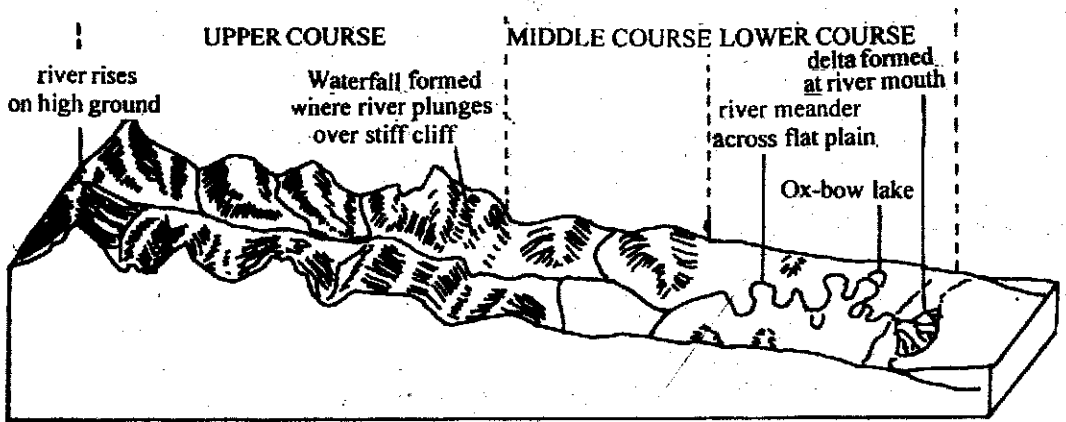 UPPER COURSE
MIDDLE COURSE
LOWER COURSE
river rises
on high ground
Waterfall formed
where river plunges
over stiff cliff
delta formed
at river mouth
river meander
across flat plain
Ox-bow lake